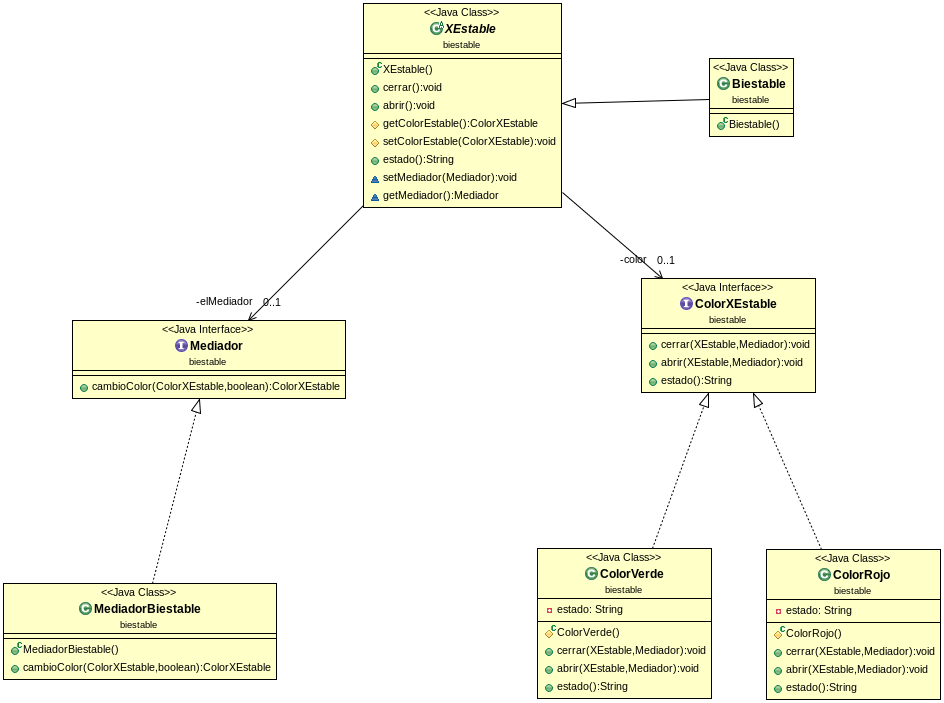 <<Java Class>>
XEstable
biestable
XEstable()
cerrar():void
abrir():void
getColorEstable():ColorXEstable
setColorEstable(ColorXEstable):void
estado():String
setMediador(Mediador):void
getMediador():Mediador
<<Java Class>>
Biestable
biestable
Biestable()
-elMediador 0..1
-color 0..1
<<Java Interface>>
Mediador
biestable
cambioColor(ColorXEstable,boolean):ColorXEstable
<<Java Interface>>
ColorXEstable
biestable
cerrar(XEstable,Mediador):void
abrir(XEstable,Mediador):void
estado():String
<<Java Class>>
MediadorBiestable
biestable
MediadorBiestable()
cambioColor(ColorXEstable,boolean):ColorXEstable
<<Java Class>>
ColorVerde
biestable
estado: String
ColorVerde()
cerrar(XEstable,Mediador):void
abrir(XEstable,Mediador):void
estado():String
<<Java Class>>
ColorRojo
biestable
estado: String
ColorRojo()
cerrar(XEstable,Mediador):void
abrir(XEstable,Mediador):void
estado():String